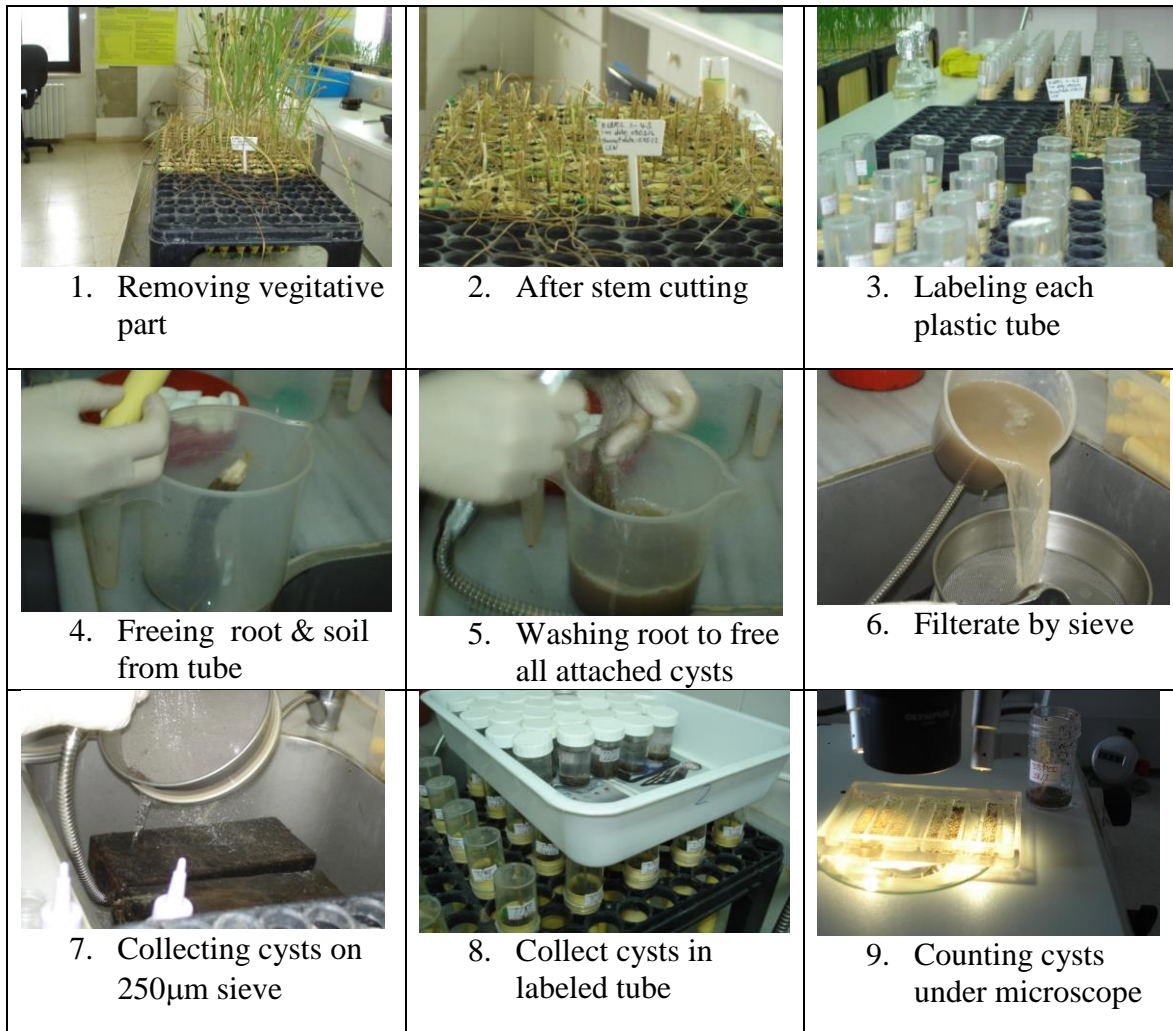 1. Removing vegitative
part
2. After stem cutting
3. Labeling each
plastic tube
4. Freeing root & soil
from tube
5. Washing root to free
all attached cysts
6. Filterate by sieve
7. Collecting cysts on
250µm sieve
8. Collect cysts in
labeled tube
OLYMPUS
9. Counting cysts
under microscope